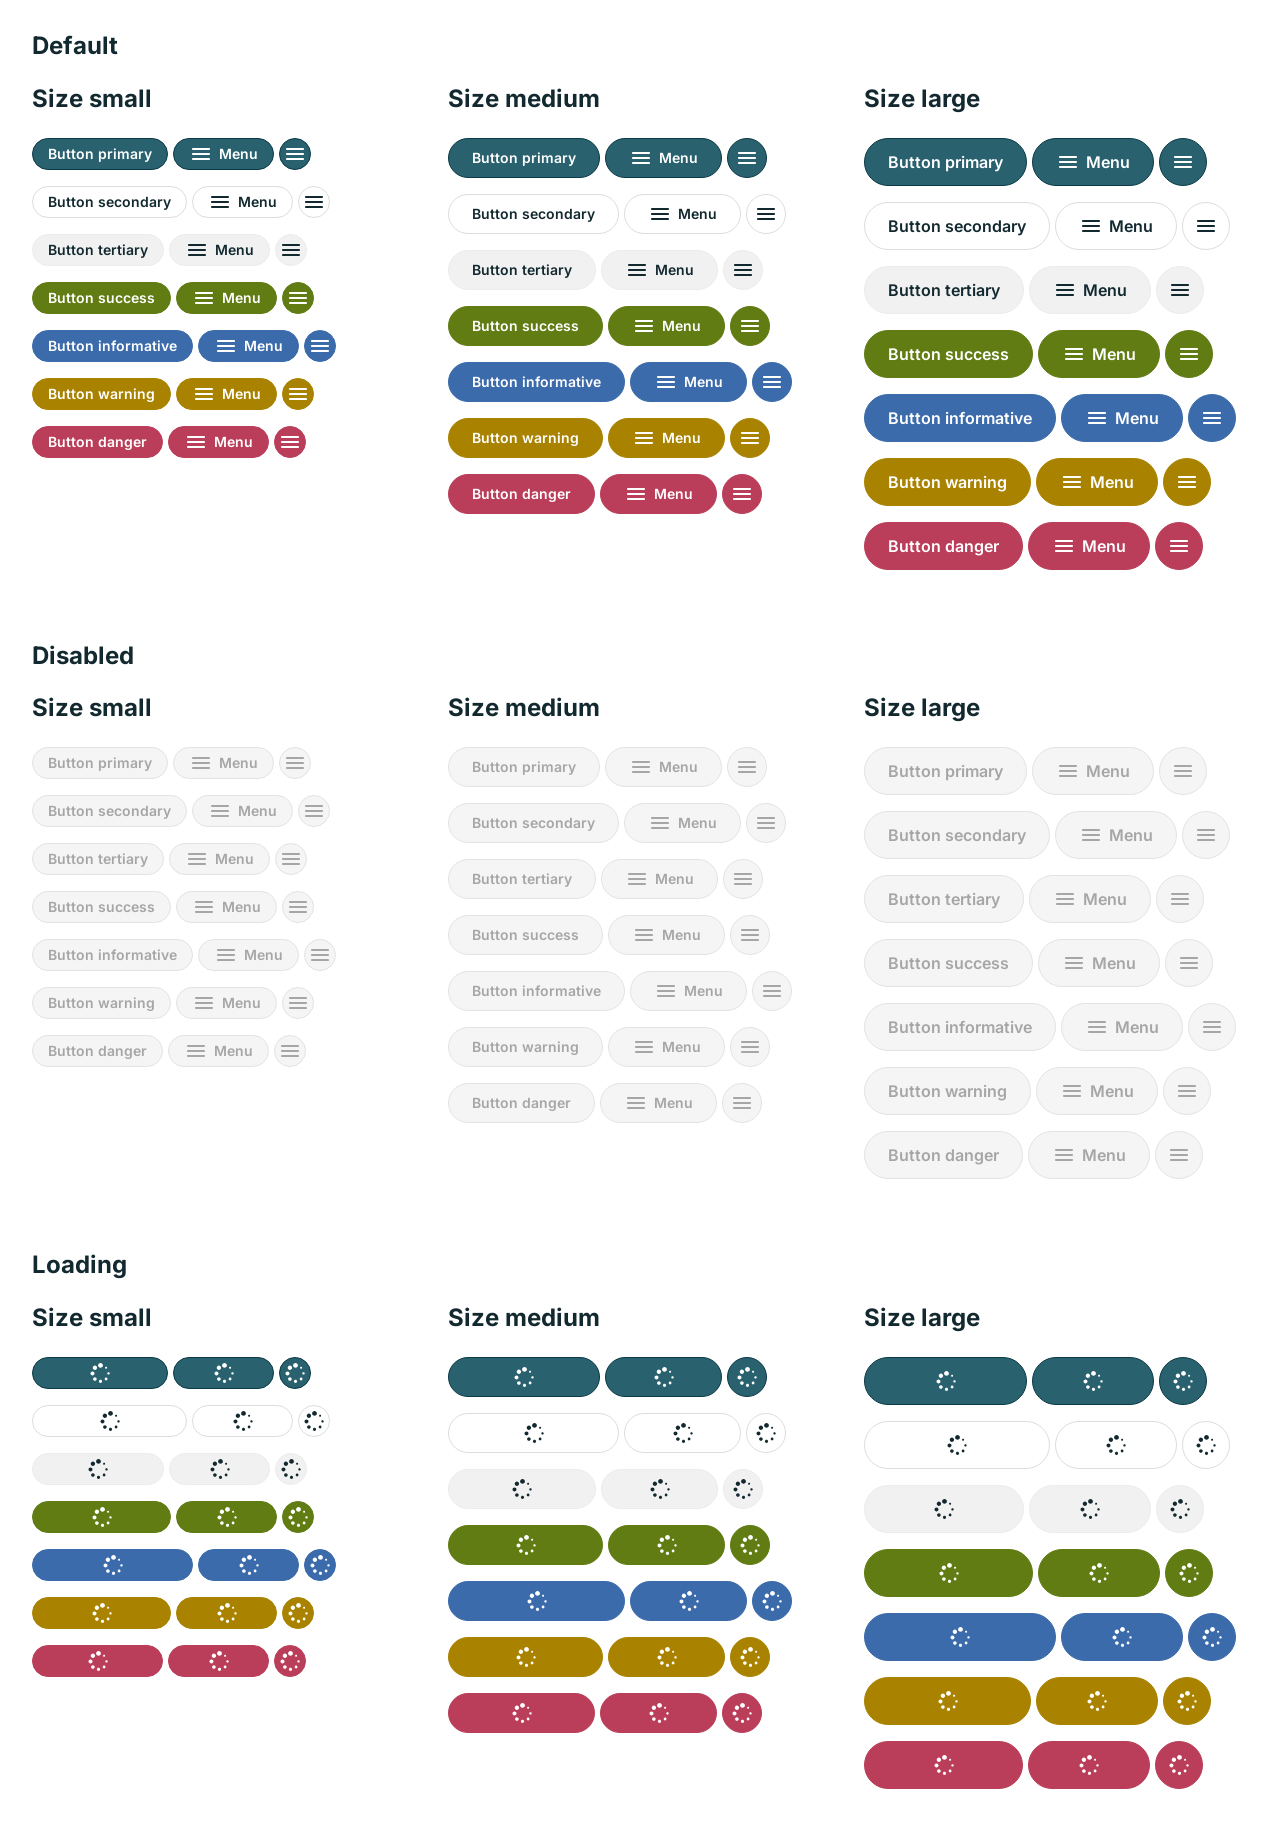 Default
Size small
Size medium
Size large
Button primary Menu
Button primary Menu
Button primary Menu
Button secondary Menu
Button secondary Menu
Button secondary Menu
Button tertiary Menu
Button tertiary Menu
Button tertiary Menu
Button success Menu
Button success Menu
Button success Menu
Button informative Menu
Button informative Menu
Button informative Menu
Button warning Menu
Button warning Menu
Button warning Menu
Button danger Menu
Button danger Menu
Button danger Menu
Disabled
Size small
Size medium
Size large
Button primary Menu
Button primary Menu
Button primary Menu
Button secondary Menu
Button secondary Menu
Button secondary Menu
Button tertiary Menu
Button tertiary Menu
Button tertiary Menu
Button success Menu
Button success Menu
Button success Menu
Button informative Menu
Button informative Menu
Button informative Menu
Button warning Menu
Button warning Menu
Button warning Menu
Button danger Menu
Button danger Menu
Button danger Menu
Loading
Size small
Size medium
Size large